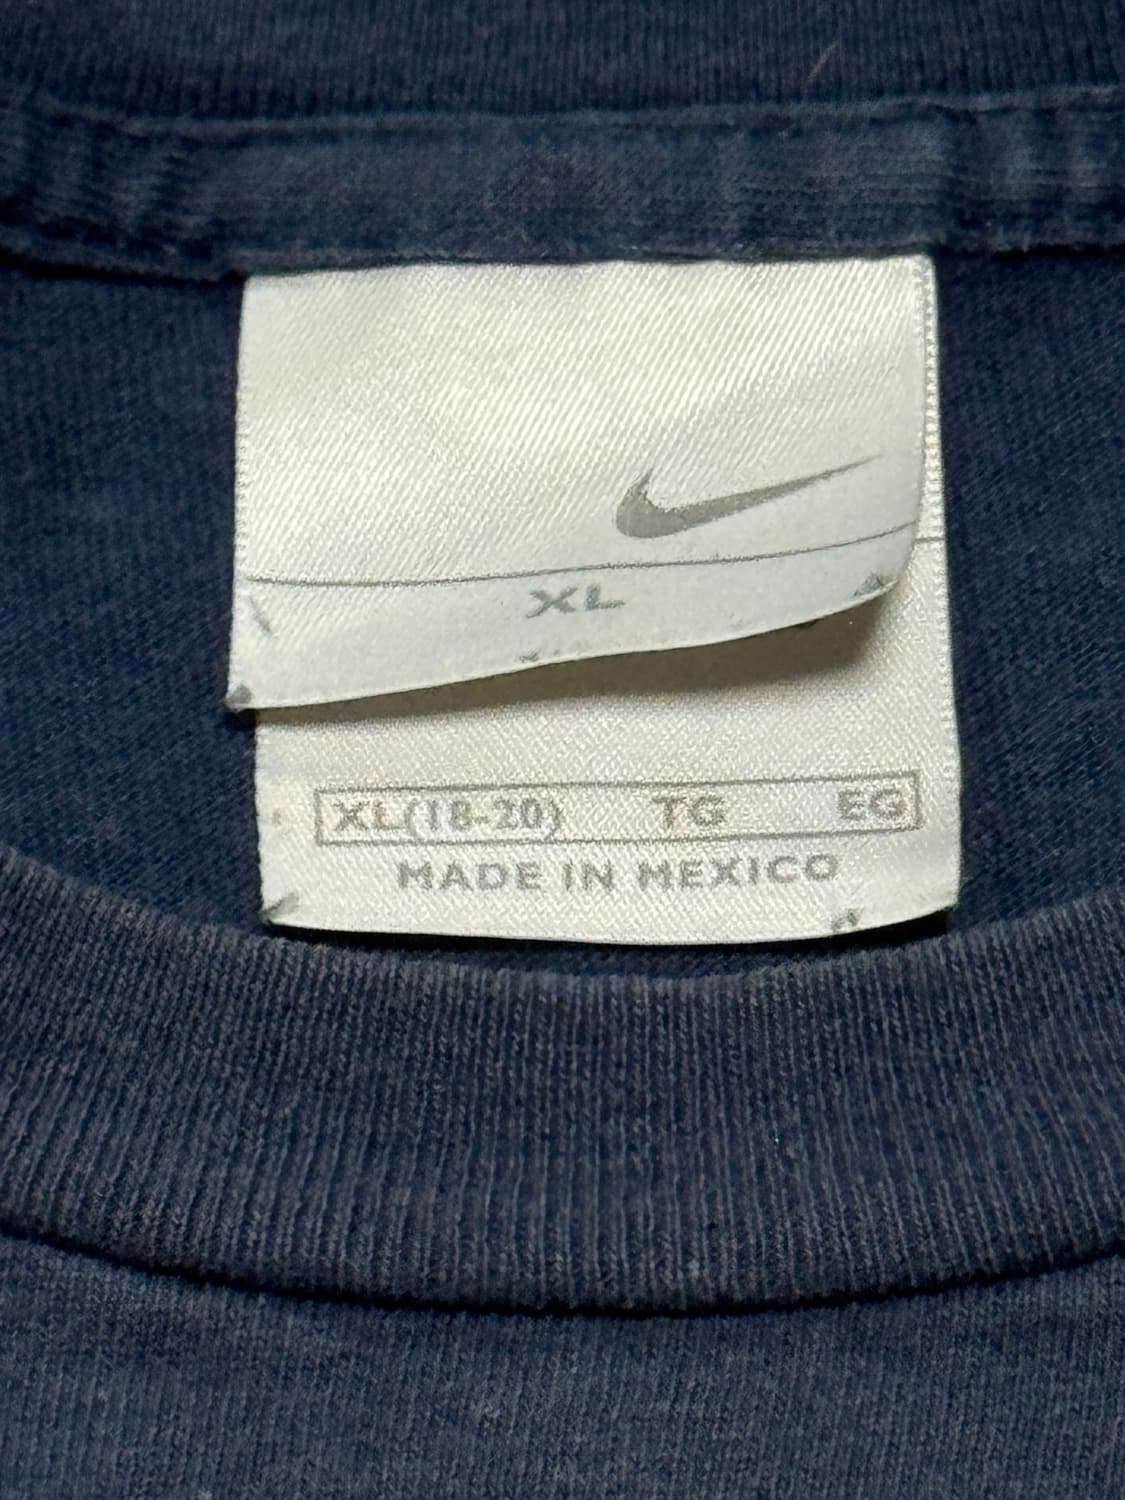 XL
XL(18-20) TG EG
MADE IN MEXICO